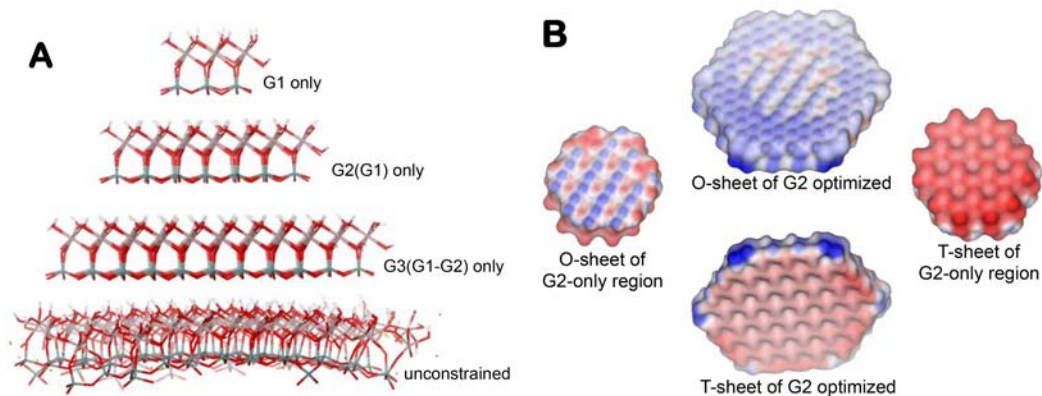 A
G1 only
G2(G1) only
G3(G1-G2) only
unconstrained
B
O-sheet of G2 optimized
O-sheet of
G2-only region
T-sheet of
G2-only region
T-sheet of G2 optimized